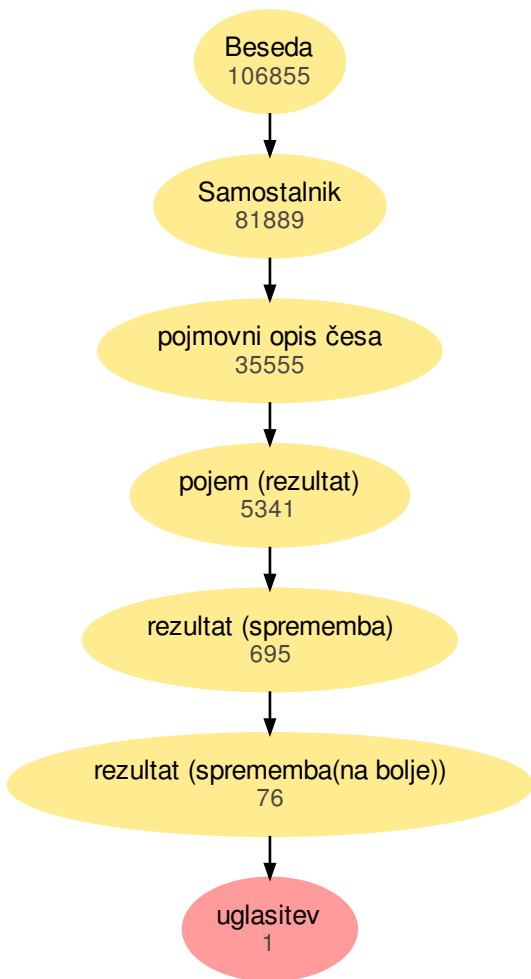 Beseda
106855
Samostalnik
81889
pojmovni opis česa
35555
pojem (rezultat)
5341
rezultat (sprememba)
695
rezultat (sprememba(na bolje))
76
uglasitev
1